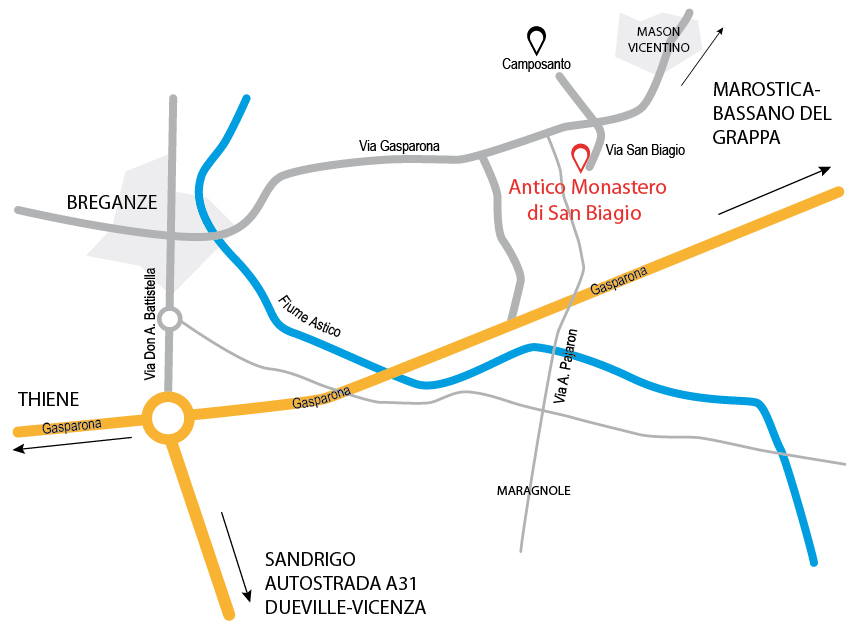 MASON
VICENTINO
Camposanto
MAROSTICA-
BASSANO DEL
GRAPPA
Via Gasparona
Via San Biagio
Antico Monastero
di San Biagio
BREGANZE
Via Don A. Battistella
Fiume Astico
Gasparona
Via A. Pajaron
THIENE
Gasparona
Gasparona
MARAGNOLE
SANDRIGO
AUTOSTRADA A31
DUEVILLE-VICENZA